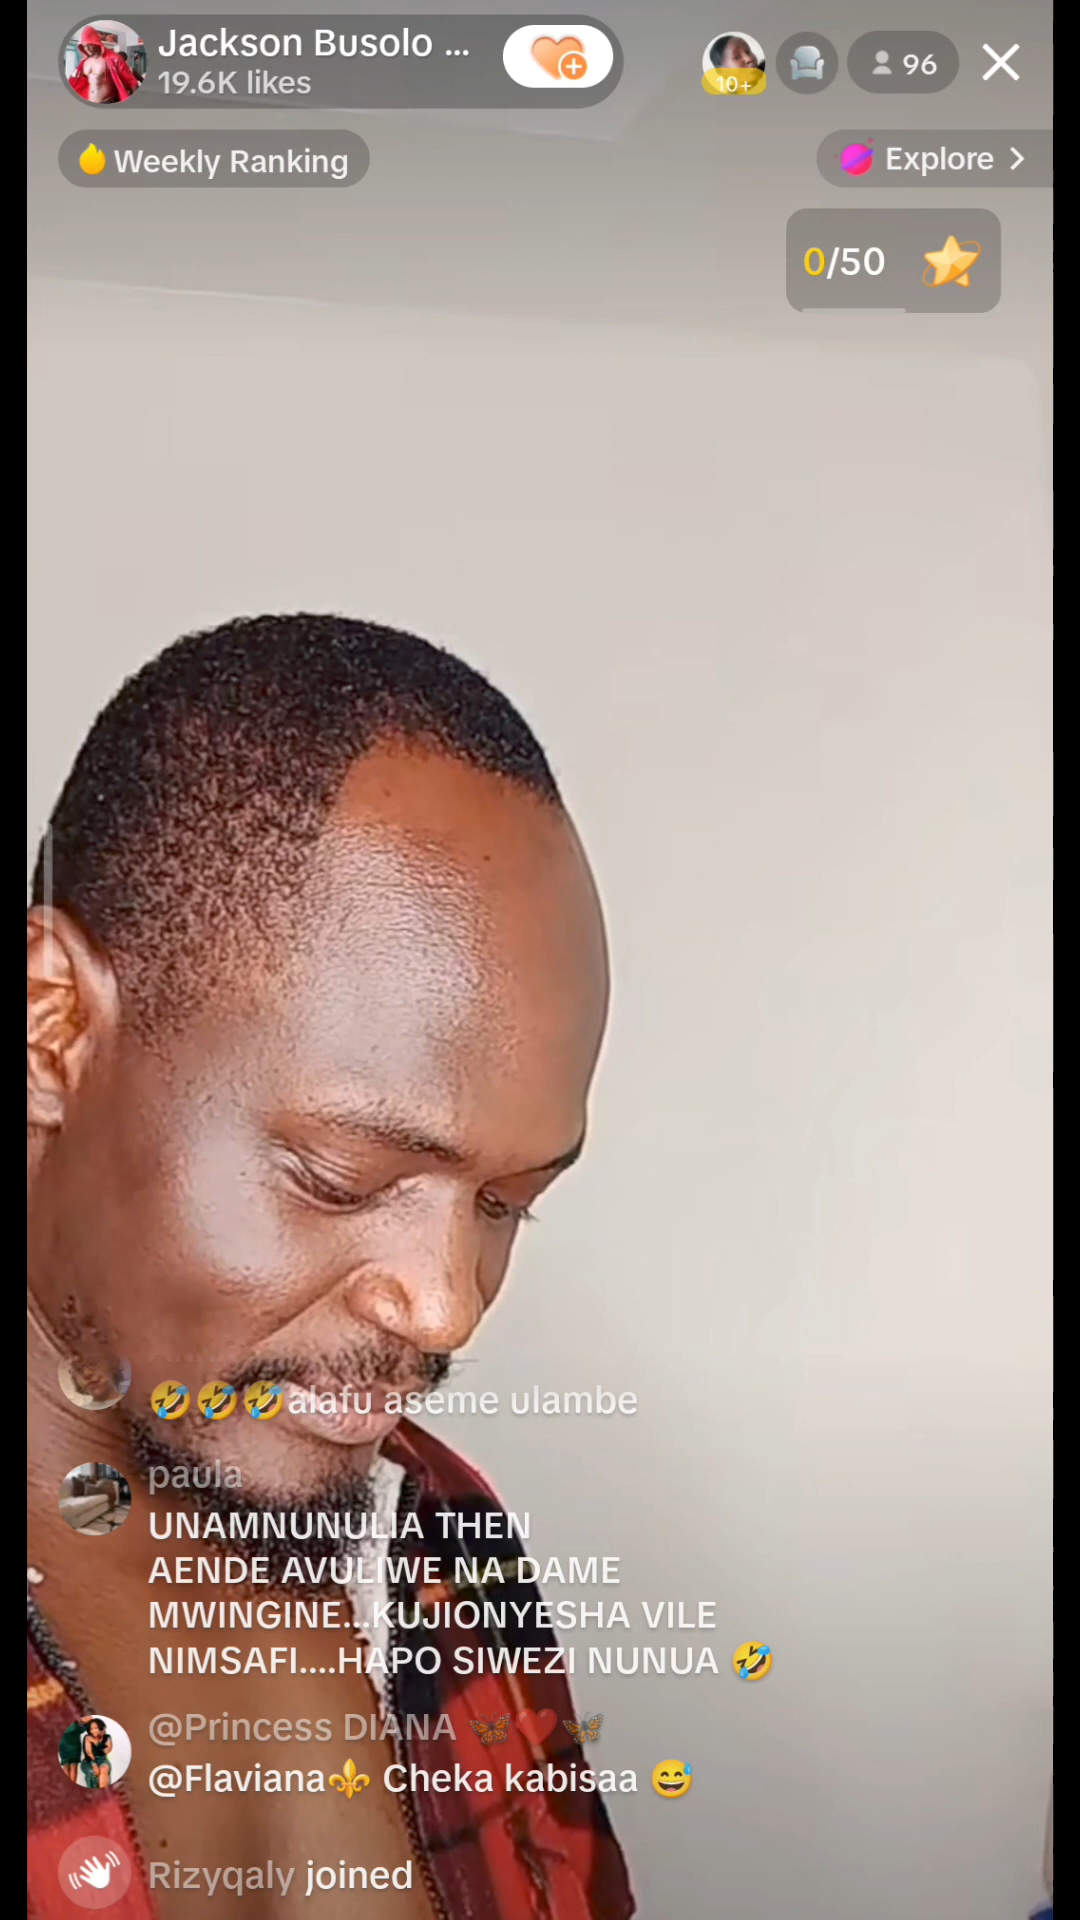 Jackson Busolo ...
19.6K likes
10+
96
Weekly Ranking
Explore
0/50
🤣🤣🤣alafu aseme ulambe
paula
UNAMNUNULIA THEN
AENDE AVULIWE NA DAME
MWINGINE...KUJIONYESHA VILE
NIMSAFI....HAPO SIWEZI NUNUA 🤣
@Princess DIANA 🦋❤️🦋
@Flaviana⚜️ Cheka kabisaa 😅
Rizyqaly joined